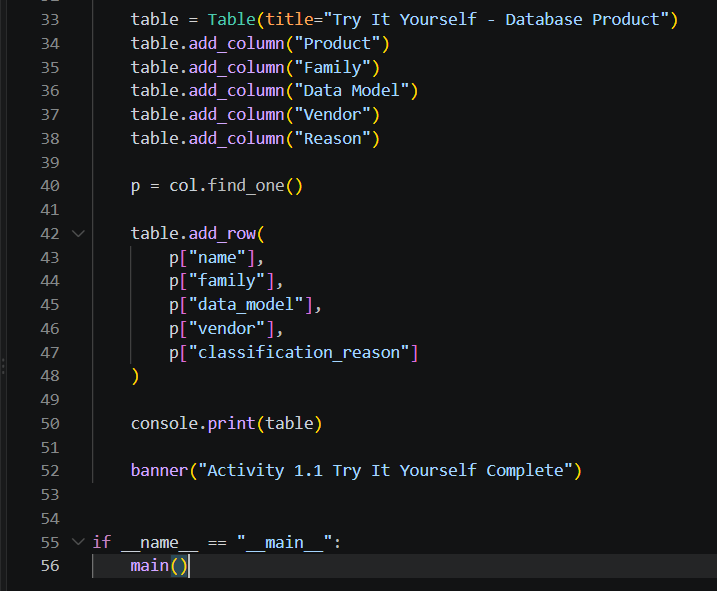 33 table = Table(title="Try It Yourself - Database Product")
34 table.add_column("Product")
35 table.add_column("Family")
36 table.add_column("Data Model")
37 table.add_column("Vendor")
38 table.add_column("Reason")
39
40 p = col.find_one()
41
42 table.add_row(
43 p["name"],
44 p["family"],
45 p["data_model"],
46 p["vendor"],
47 p["classification_reason"]
48 )
49
50 console.print(table)
51
52 banner("Activity 1.1 Try It Yourself Complete")
53
54
55 if __name__ == "__main__":
56 main()